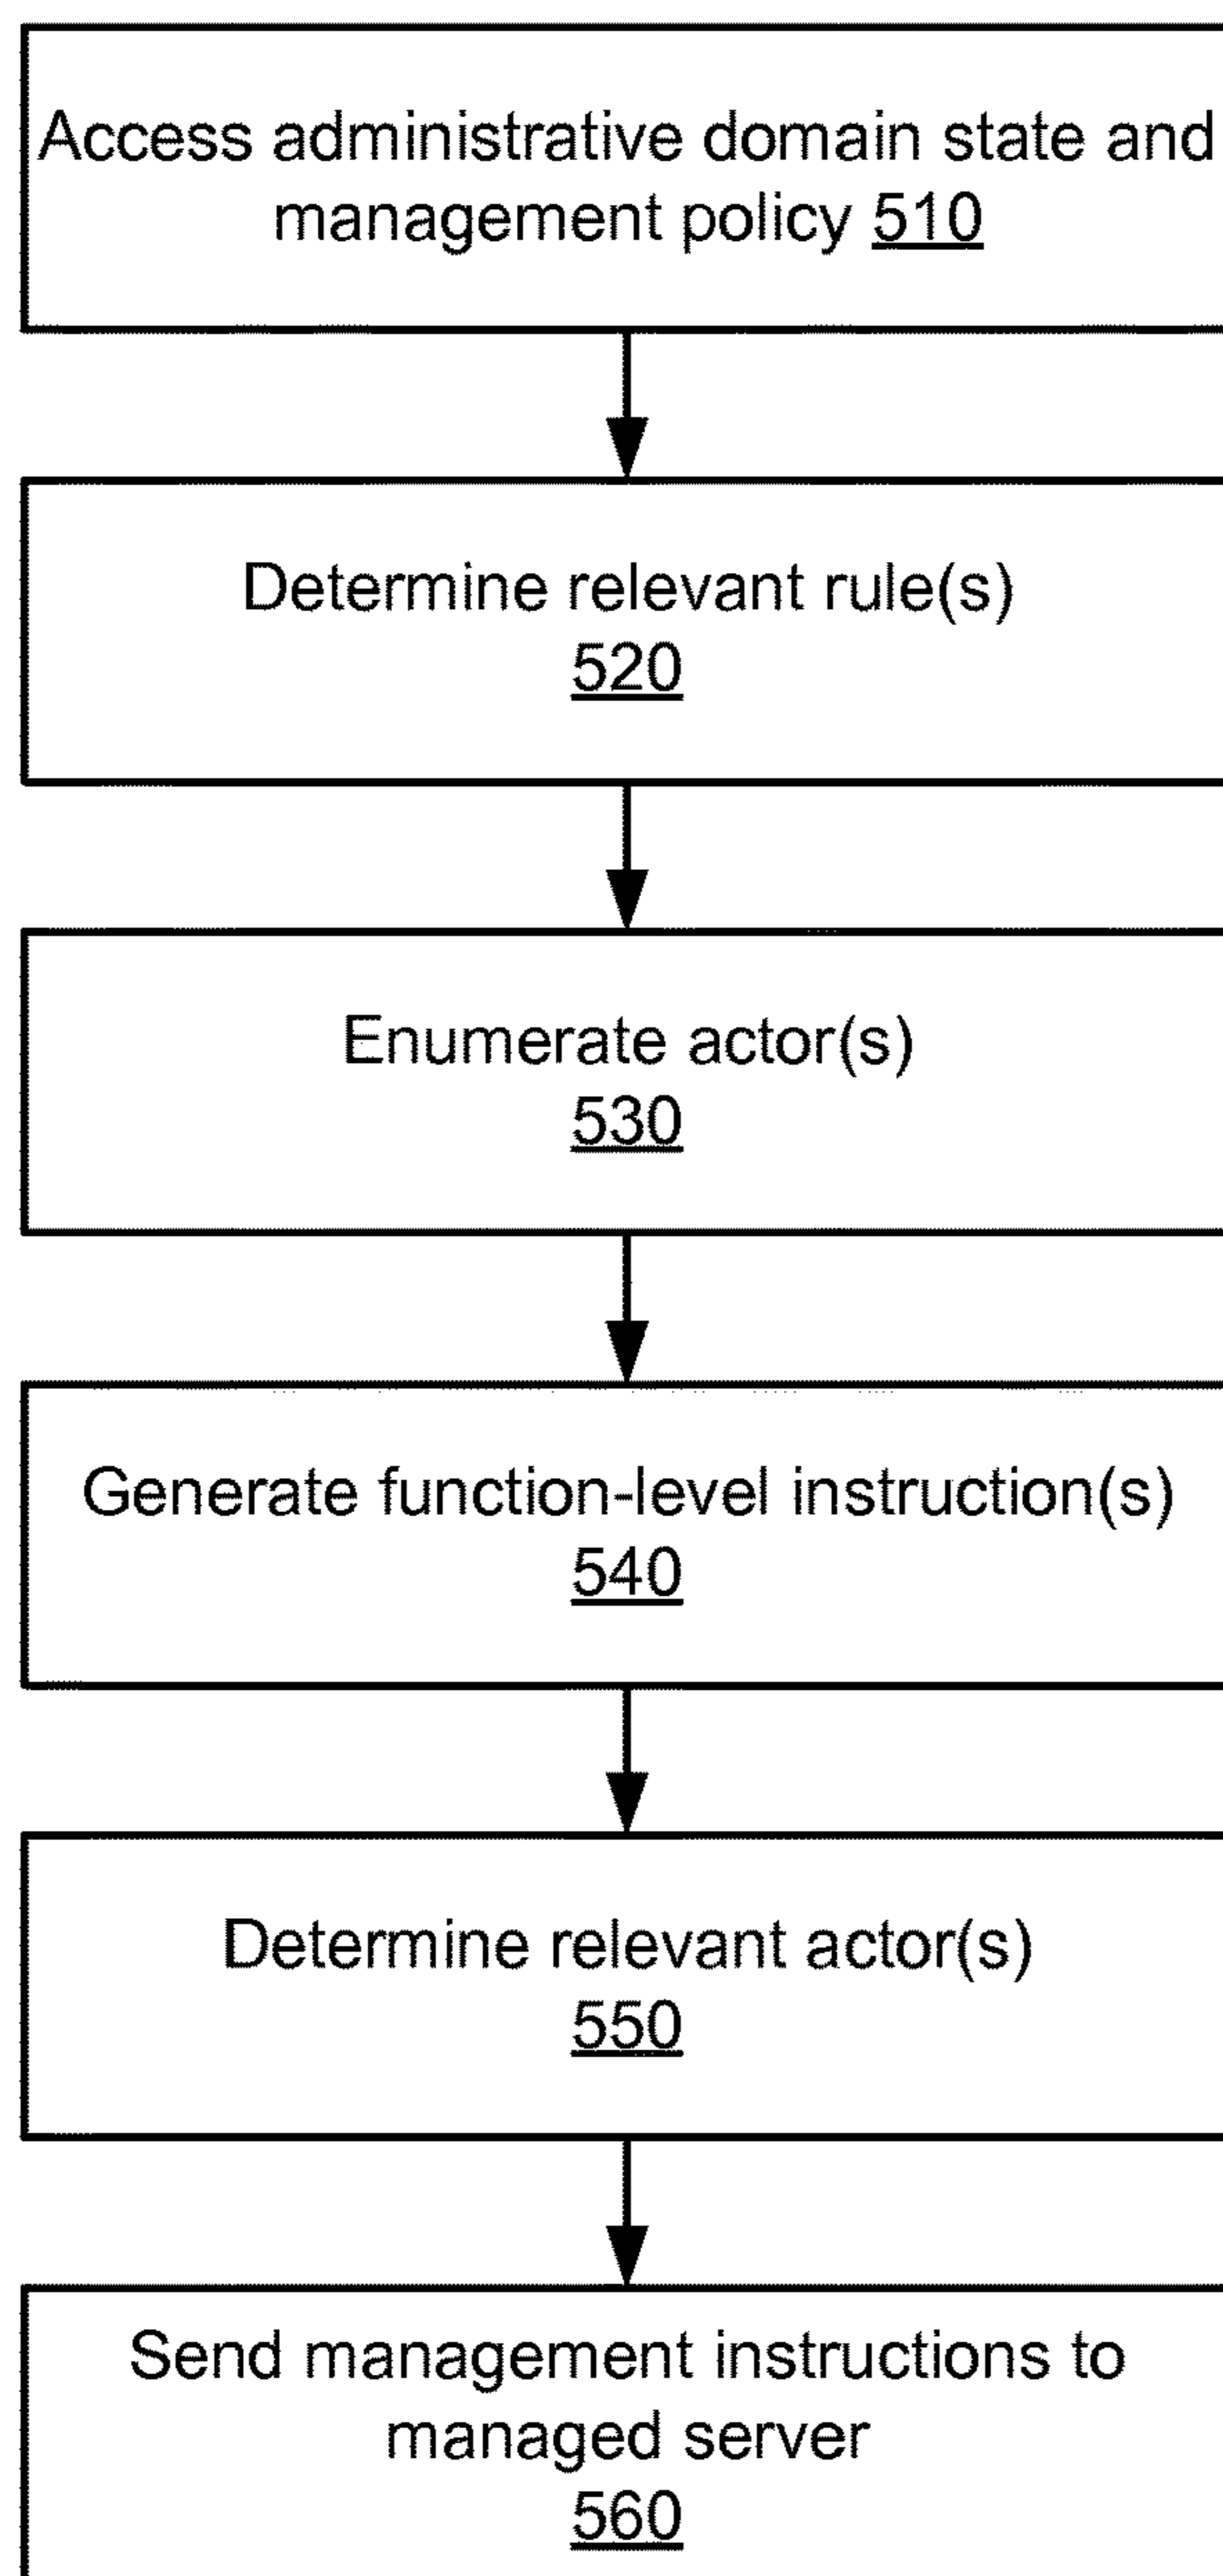 Access administrative domain state and
management policy 510
Determine relevant rule(s)
520
Enumerate actor(s)
530
Generate function-level instruction(s)
540
Determine relevant actor(s)
550
Send management instructions to
managed server
560